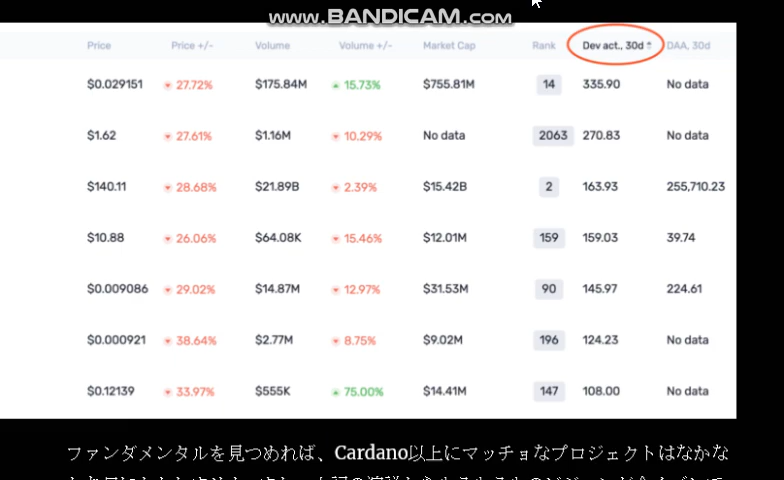 www.BANDICAM.com
Price Price +/- Volume Volume +/- Market Cap Rank Dev act., 30d DAA, 30d
$0.029151 27.72% $175.84M 15.73% $755.81M 14 335.90 No data
$1.62 27.61% $1.16M 10.29% No data 2063 270.83 No data
$140.11 28.68% $21.89B 2.39% $15.42B 2 163.93 255,710.23
$10.88 26.06% $64.08K 15.46% $12.01M 159 159.03 39.74
$0.009086 29.02% $14.87M 12.97% $31.53M 90 145.97 224.61
$0.000921 38.64% $2.77M 8.75% $9.02M 196 124.23 No data
$0.12139 33.97% $555K 75.00% $14.41M 147 108.00 No data
ファンダメンタルを見つめれば、Cardano以上にマッチョなプロジェクトはなかな